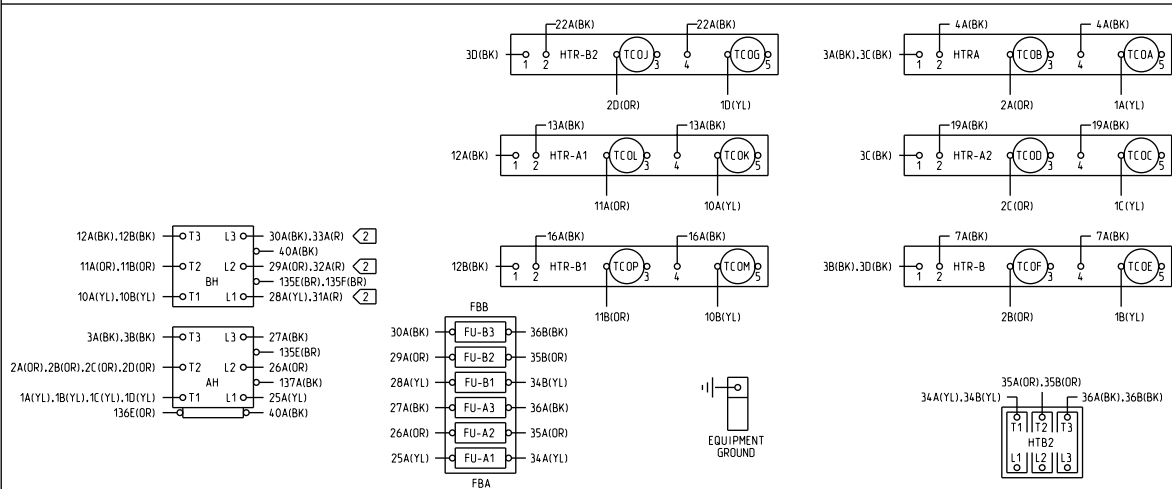 22A(BK) 22A(BK)
3D(BK) 1 2 HTR-B2 TCOJ 3 4 TCOG 5
2D(OR) 1D(YL)
4A(BK) 4A(BK)
3A(BK).3C(BK) 1 2 HTRA TCOB 3 4 TCOA 5
2A(OR) 1A(YL)
13A(BK) 13A(BK)
12A(BK) 1 2 HTR-A1 TCOL 3 4 TCOK 5
11A(OR) 10A(YL)
19A(BK) 19A(BK)
3C(BK) 1 2 HTR-A2 TCOD 3 4 TCOC 5
2C(OR) 1C(YL)
16A(BK) 16A(BK)
12B(BK) 1 2 HTR-B1 TCOP 3 4 TCOM 5
11B(OR) 10B(YL)
7A(BK) 7A(BK)
3B(BK).3D(BK) 1 2 HTR-B TCOF 3 4 TCOE 5
2B(OR) 1B(YL)
12A(BK).12B(BK) T3 L3 30A(BK).33A(R) 2
40A(BK)
11A(OR).11B(OR) T2 L2 29A(OR).32A(R) 2
BH 135E(BR).135F(BR)
10A(YL).10B(YL) T1 L1 28A(YL).31A(R) 2
3A(BK).3B(BK) T3 L3 27A(BK)
135E(BR)
2A(OR).2B(OR).2C(OR).2D(OR) T2 L2 26A(OR)
AH 137A(BK)
1A(YL).1B(YL).1C(YL).1D(YL) T1 L1 25A(YL)
136E(OR) 40A(BK)
FBB
30A(BK) FU-B3 36B(BK)
29A(OR) FU-B2 35B(OR)
28A(YL) FU-B1 34B(YL)
27A(BK) FU-A3 36A(BK)
26A(OR) FU-A2 35A(OR)
25A(YL) FU-A1 34A(YL)
FBA
EQUIPMENT
GROUND
35A(OR).35B(OR)
34A(YL).34B(YL) 36A(BK).36B(BK)
T1 T2 T3
HTB2
L1 L2 L3